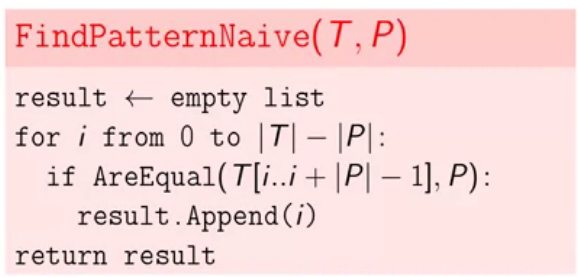 FindPatternNaive(T, P)
result ← empty list
for i from 0 to |T| − |P|:
if AreEqual(T[i..i + |P| − 1], P):
result.Append(i)
return result